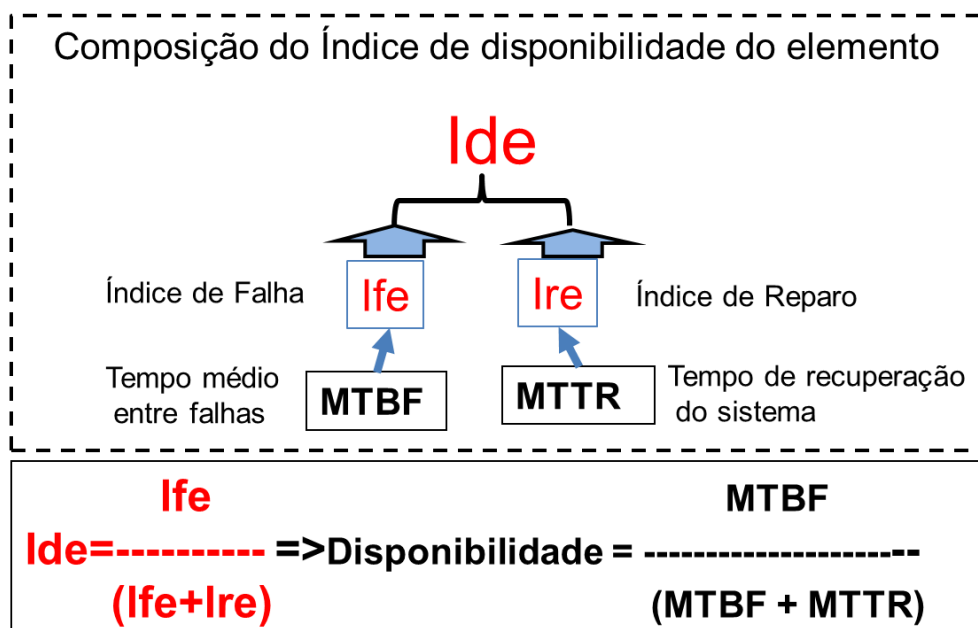 Composição do Índice de disponibilidade do elemento
Ide
Índice de Falha
Ife
Ire
Índice de Reparo
Tempo médio
entre falhas
MTBF
MTTR
Tempo de recuperação
do sistema
Ife
MTBF
Ide=---------- =>Disponibilidade = ----------------------
(Ife+Ire)
(MTBF + MTTR)